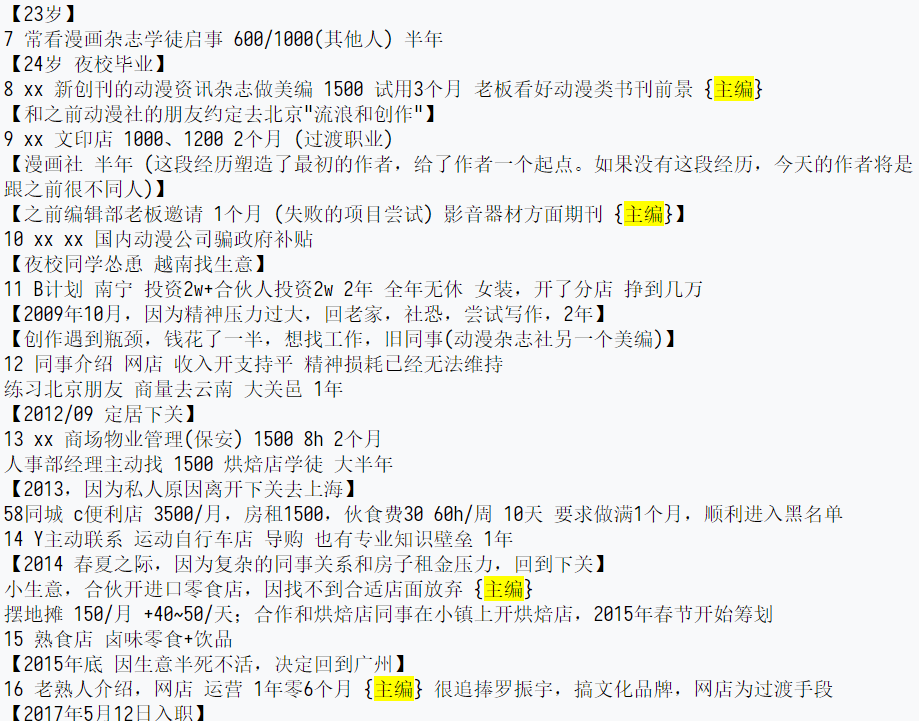 【23岁】
7 常看漫画杂志学徒启事 600/1000(其他人) 半年
【24岁 夜校毕业】
8 xx 新创刊的动漫资讯杂志做美编 1500 试用3个月 老板看好动漫类书刊前景 {主编}
【和之前动漫社的朋友约定去北京"流浪和创作"】
9 xx 文印店 1000、1200 2个月 (过渡职业)
【漫画社 半年 (这段经历塑造了最初的作者，给了作者一个起点。如果没有这段经历，今天的作者将是
跟之前很不同人)】
【之前编辑部老板邀请 1个月 (失败的项目尝试) 影音器材方面期刊 {主编}】
10 xx xx 国内动漫公司骗政府补贴
【夜校同学怂恿 越南找生意】
11 B计划 南宁 投资2w+合伙人投资2w 2年 全年无休 女装，开了分店 挣到几万
【2009年10月，因为精神压力过大，回老家，社恐，尝试写作，2年】
【创作遇到瓶颈，钱花了一半，想找工作，旧同事(动漫杂志社另一个美编)】
12 同事介绍 网店 收入开支持平 精神损耗已经无法维持
练习北京朋友 商量去云南 大关邑 1年
【2012/09 定居下关】
13 xx 商场物业管理(保安) 1500 8h 2个月
人事部经理主动找 1500 烘焙店学徒 大半年
【2013，因为私人原因离开下关去上海】
58同城 c便利店 3500/月，房租1500，伙食费30 60h/周 10天 要求做满1个月，顺利进入黑名单
14 Y主动联系 运动自行车店 导购 也有专业知识壁垒 1年
【2014 春夏之际，因为复杂的同事关系和房子租金压力，回到下关】
小生意，合伙开进口零食店，因找不到合适店面放弃 {主编}
摆地摊 150/月 +40~50/天；合作和烘焙店同事在小镇上开烘焙店，2015年春节开始筹划
15 熟食店 卤味零食+饮品
【2015年底 因生意半死不活，决定回到广州】
16 老熟人介绍，网店 运营 1年零6个月 {主编} 很追捧罗振宇，搞文化品牌，网店为过渡手段
【2017年5月12日入职】